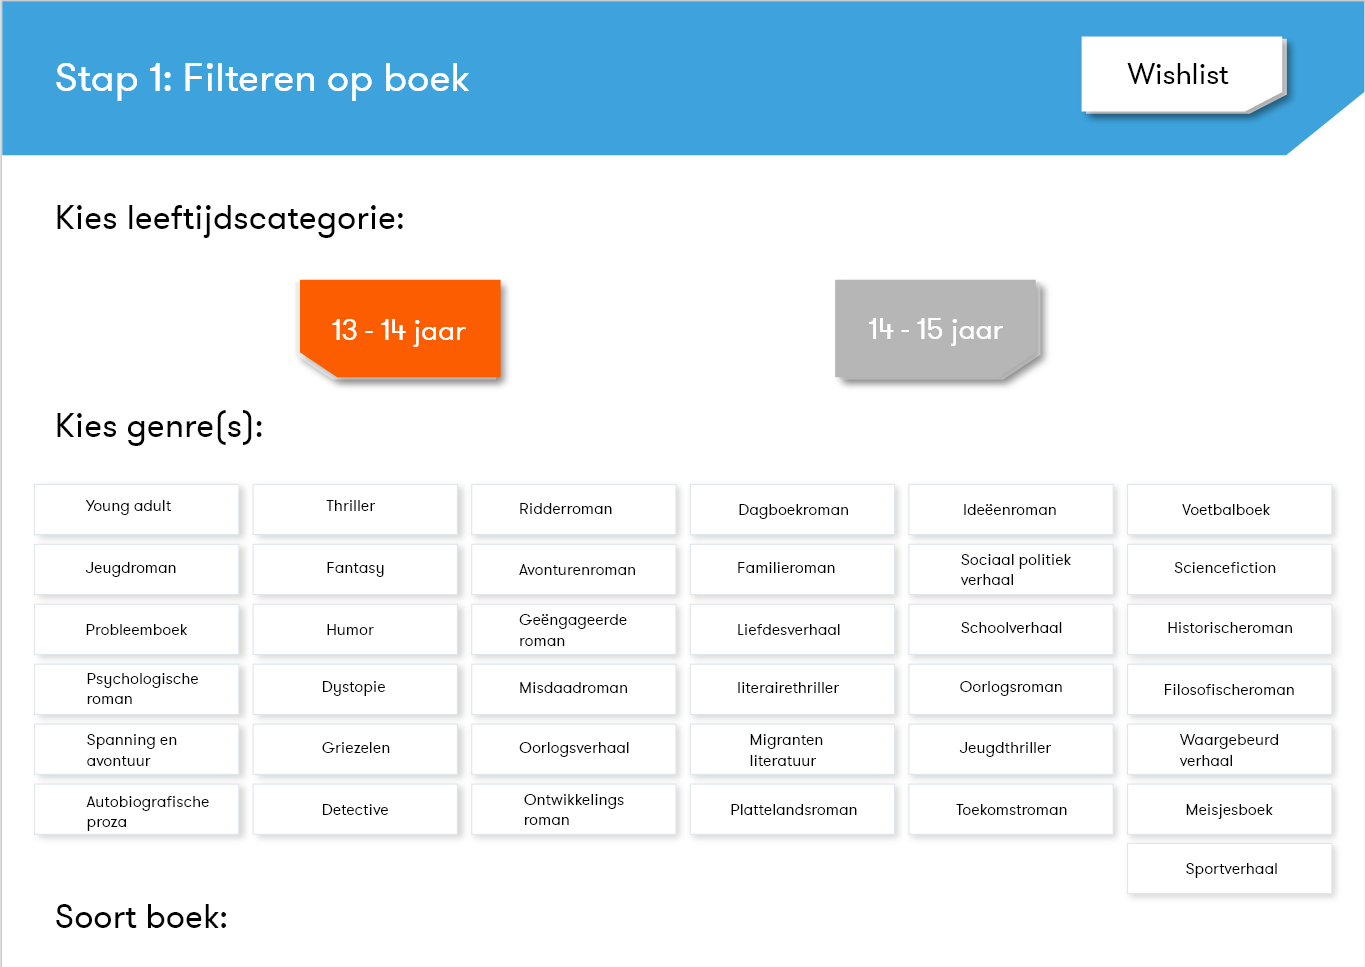 Stap 1: Filteren op boek
Wishlist
Kies leeftijdscategorie:
13 - 14 jaar
14 - 15 jaar
Kies genre(s):
Young adult
Thriller
Ridderroman
Dagboekroman
Ideëenroman
Voetbalboek
Jeugdroman
Fantasy
Avonturenroman
Familieroman
Sociaal politiek
verhaal
Sciencefiction
Probleemboek
Humor
Geëngageerde
roman
Liefdesverhaal
Schoolverhaal
Historischeroman
Psychologische
roman
Dystopie
Misdaadroman
literairethriller
Oorlogsroman
Filosofischeroman
Spanning en
avontuur
Griezelen
Oorlogsverhaal
Migranten
literatuur
Jeugdthriller
Waargebeurd
verhaal
Autobiografische
proza
Detective
Ontwikkelings
roman
Plattelandsroman
Toekomstroman
Meisjesboek
Sportverhaal
Soort boek: